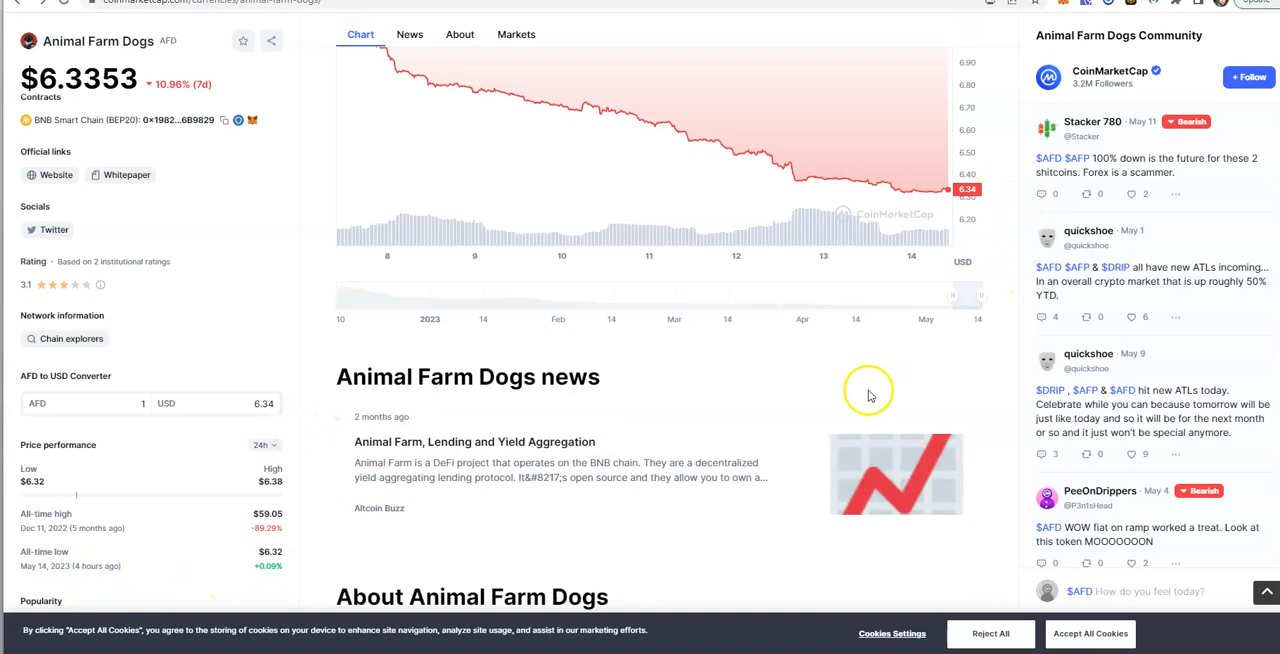 coinmarketcap.com/currencies/animal-farm-dogs/
Update
Animal Farm Dogs AFD
$6.3353 10.96% (7d)
Contracts
BNB Smart Chain (BEP20): 0x1982...6B9829
Official links
Website Whitepaper
Socials
Twitter
Rating · Based on 2 institutional ratings
3.1
Network information
Chain explorers
AFD to USD Converter
AFD 1 USD 6.34
Price performance 24h
Low High
$6.32 $6.38
All-time high $59.05
Dec 11, 2022 (5 months ago) -89.29%
All-time low $6.32
May 14, 2023 (4 hours ago) +0.09%
Popularity
Chart News About Markets
6.90
6.80
6.70
6.60
6.50
6.40
6.34
6.30
6.20
CoinMarketCap
8 9 10 11 12 13 14 USD
10 2023 14 Feb 14 Mar 14 Apr 14 May 14
Animal Farm Dogs news
2 months ago
Animal Farm, Lending and Yield Aggregation
Animal Farm is a DeFi project that operates on the BNB chain. They are a decentralized
yield aggregating lending protocol. It&#8217;s open source and they allow you to own a...
Altcoin Buzz
About Animal Farm Dogs
Animal Farm Dogs Community
CoinMarketCap
3.2M Followers
+ Follow
Stacker 780 · May 11 Bearish
@Stacker
$AFD $AFP 100% down is the future for these 2
shitcoins. Forex is a scammer.
0 0 2 ...
quickshoe · May 1
@quickshoe
$AFD $AFP & $DRIP all have new ATLs incoming...
In an overall crypto market that is up roughly 50%
YTD.
4 0 6 ...
quickshoe · May 9
@quickshoe
$DRIP , $AFP & $AFD hit new ATLs today.
Celebrate while you can because tomorrow will be
just like today and so it will be for the next month
or so and it just won't be special anymore.
3 0 9 ...
PeeOnDrippers · May 4 Bearish
@P3n1sHead
$AFD WOW fiat on ramp worked a treat. Look at
this token MOOOOOOON
0 0 2 ...
$AFD How do you feel today?
By clicking "Accept All Cookies", you agree to the storing of cookies on your device to enhance site navigation, analyze site usage, and assist in our marketing efforts.
Cookies Settings Reject All Accept All Cookies